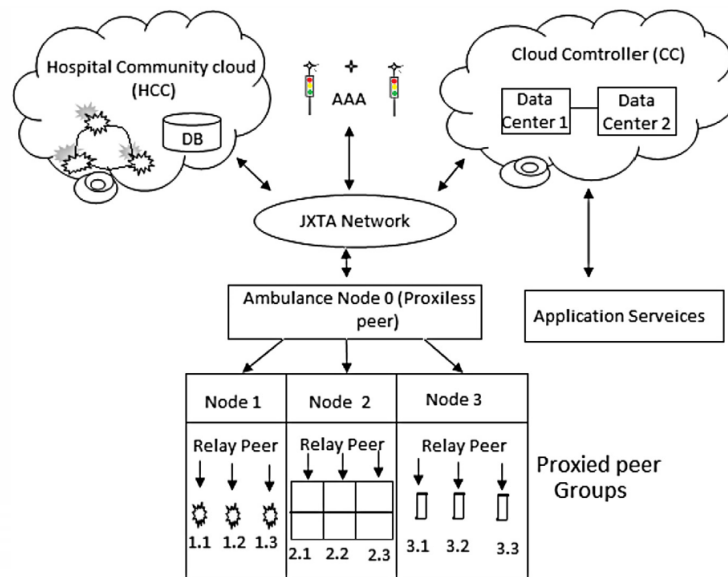 Hospital Community cloud
(HCC)
DB
AAA
Cloud Comtroller (CC)
Data
Center 1
Data
Center 2
JXTA Network
Ambulance Node 0 (Proxiless
peer)
Application Serveices
Node 1
Node 2
Node 3
Relay Peer
Relay Peer
Relay Peer
1.1 1.2 1.3
2.1 2.2 2.3
3.1 3.2 3.3
Proxied peer
Groups